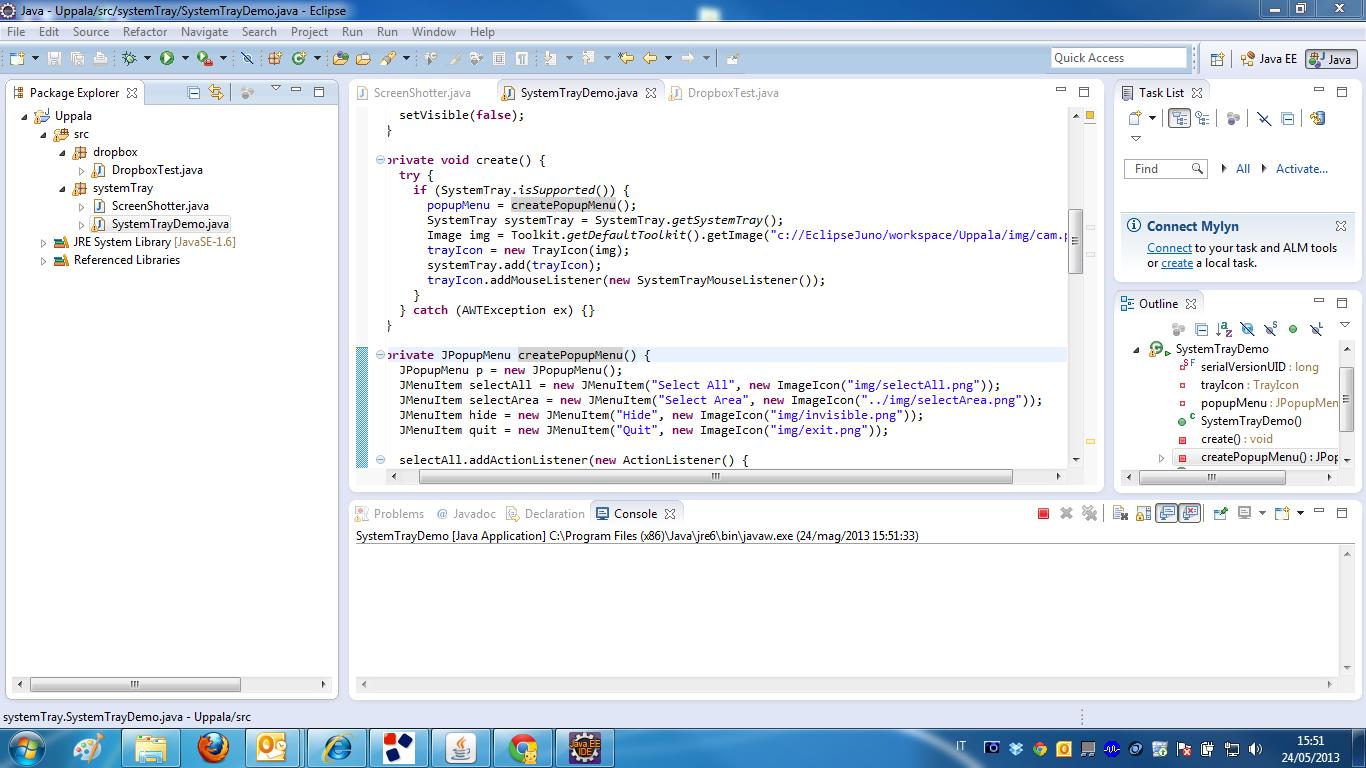 Java - Uppala/src/systemTray/SystemTrayDemo.java - Eclipse
File Edit Source Refactor Navigate Search Project Run Run Window Help
Quick Access
Java EE
Java
Package Explorer
Uppala
src
dropbox
DropboxTest.java
systemTray
ScreenShotter.java
SystemTrayDemo.java
JRE System Library [JavaSE-1.6]
Referenced Libraries
ScreenShotter.java SystemTrayDemo.java DropboxTest.java
setVisible(false);
}
private void create() {
try {
if (SystemTray.isSupported()) {
popupMenu = createPopupMenu();
SystemTray systemTray = SystemTray.getSystemTray();
Image img = Toolkit.getDefaultToolkit().getImage("c://EclipseJuno/workspace/Uppala/img/cam.p
trayIcon = new TrayIcon(img);
systemTray.add(trayIcon);
trayIcon.addMouseListener(new SystemTrayMouseListener());
}
} catch (AWTException ex) {}
}
private JPopupMenu createPopupMenu() {
JPopupMenu p = new JPopupMenu();
JMenuItem selectAll = new JMenuItem("Select All", new ImageIcon("img/selectAll.png"));
JMenuItem selectArea = new JMenuItem("Select Area", new ImageIcon("../img/selectArea.png"));
JMenuItem hide = new JMenuItem("Hide", new ImageIcon("img/invisible.png"));
JMenuItem quit = new JMenuItem("Quit", new ImageIcon("img/exit.png"));
selectAll.addActionListener(new ActionListener() {
Task List
Find
All
Activate...
Connect Mylyn
Connect to your task and ALM tools
or create a local task.
Outline
SystemTrayDemo
serialVersionUID : long
trayIcon : TrayIcon
popupMenu : JPopupMen
SystemTrayDemo()
create() : void
createPopupMenu() : JPop
Problems @ Javadoc Declaration Console
SystemTrayDemo [Java Application] C:\Program Files (x86)\Java\jre6\bin\javaw.exe (24/mag/2013 15:51:33)
systemTray.SystemTrayDemo.java - Uppala/src
Java EE
IDE
IT
15:51
24/05/2013